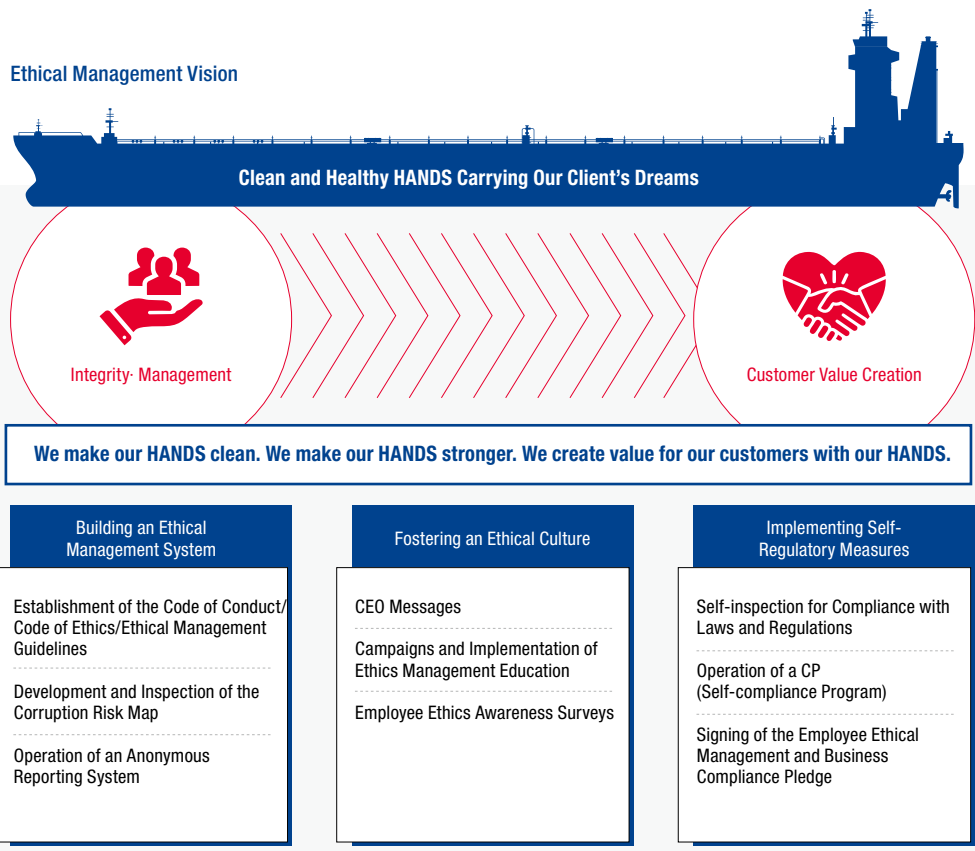 Ethical Management Vision
Clean and Healthy HANDS Carrying Our Client's Dreams
Integrity· Management
Customer Value Creation
We make our HANDS clean. We make our HANDS stronger. We create value for our customers with our HANDS.
Building an Ethical
Management System
Establishment of the Code of Conduct/
Code of Ethics/Ethical Management
Guidelines
Development and Inspection of the
Corruption Risk Map
Operation of an Anonymous
Reporting System
Fostering an Ethical Culture
CEO Messages
Campaigns and Implementation of
Ethics Management Education
Employee Ethics Awareness Surveys
Implementing Self-
Regulatory Measures
Self-inspection for Compliance with
Laws and Regulations
Operation of a CP
(Self-compliance Program)
Signing of the Employee Ethical
Management and Business
Compliance Pledge